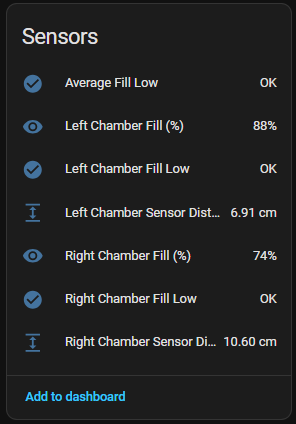 Sensors
Average Fill Low OK
Left Chamber Fill (%) 88%
Left Chamber Fill Low OK
Left Chamber Sensor Dist... 6.91 cm
Right Chamber Fill (%) 74%
Right Chamber Fill Low OK
Right Chamber Sensor Di... 10.60 cm
Add to dashboard